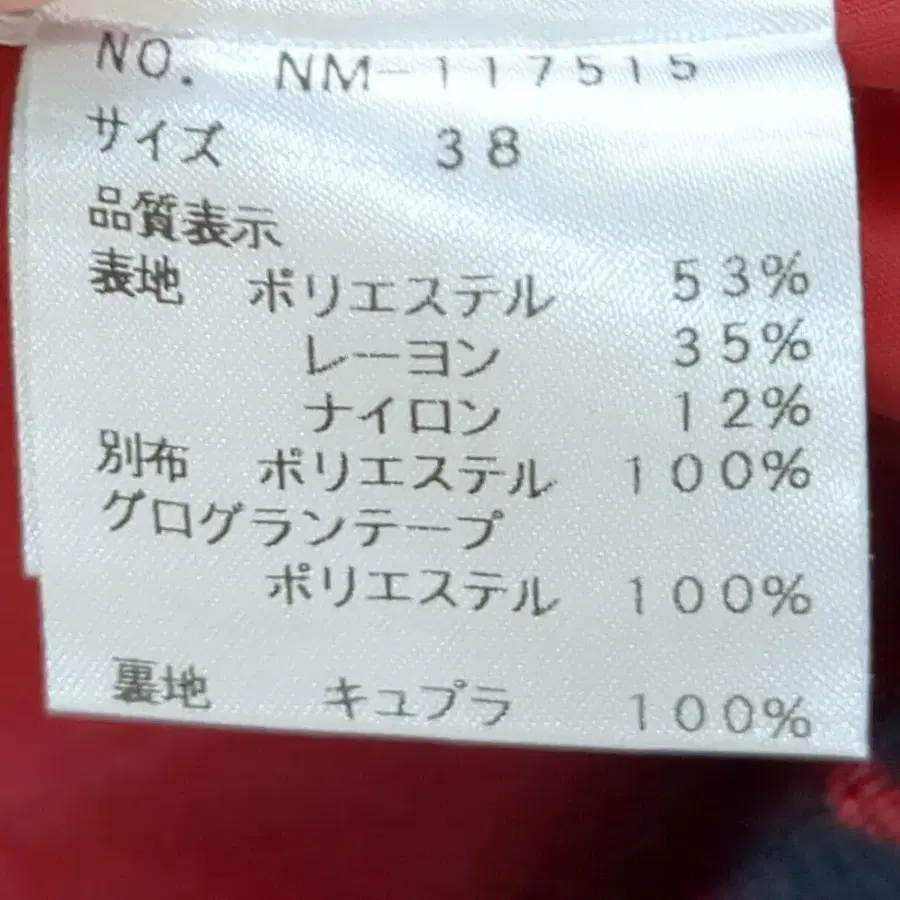 NO. NM-117515
サイズ 38
品質表示
表地 ポリエステル 53%
レーヨン 35%
ナイロン 12%
別布 ポリエステル 100%
グログランテープ
ポリエステル 100%
裏地 キュプラ 100%